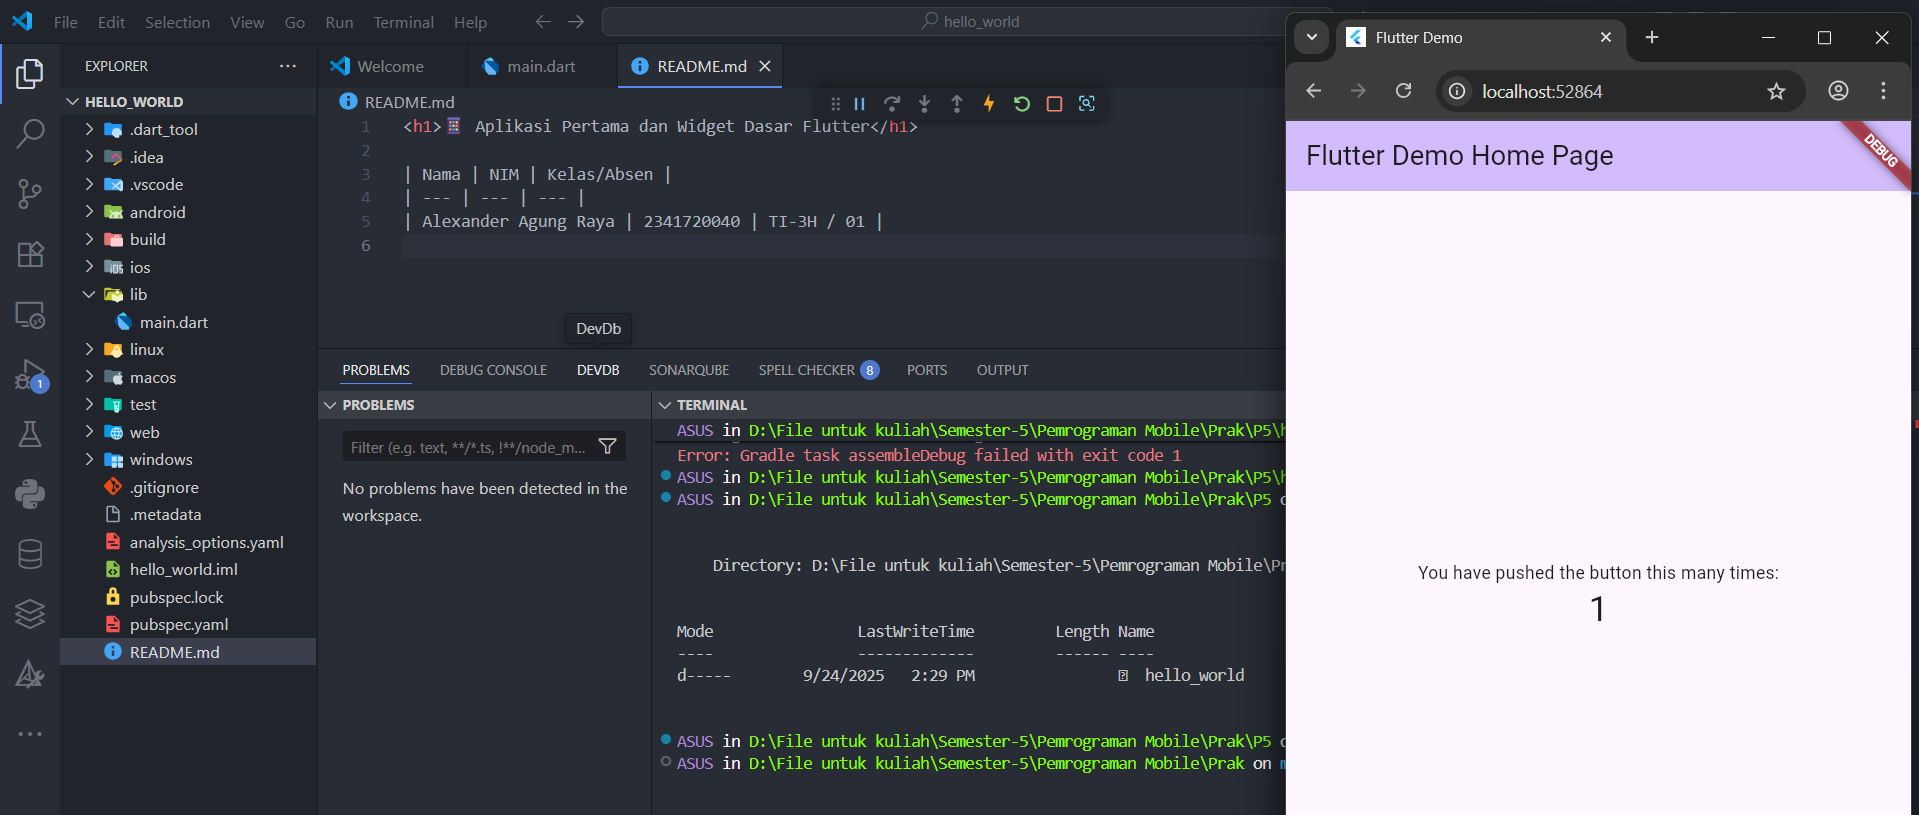 File Edit Selection View Go Run Terminal Help
hello_world
EXPLORER
HELLO_WORLD
.dart_tool
.idea
.vscode
android
build
ios
lib
main.dart
linux
macos
test
web
windows
.gitignore
.metadata
analysis_options.yaml
hello_world.iml
pubspec.lock
pubspec.yaml
README.md
1
Welcome
main.dart
README.md
README.md
1 <h1>🧮 Aplikasi Pertama dan Widget Dasar Flutter</h1>
2
3 | Nama | NIM | Kelas/Absen |
4 | --- | --- | --- |
5 | Alexander Agung Raya | 2341720040 | TI-3H / 01 |
6
DevDb
PROBLEMS DEBUG CONSOLE DEVDB SONARQUBE SPELL CHECKER 8 PORTS OUTPUT
PROBLEMS
Filter (e.g. text, **/*.ts, !**/node_m...
No problems have been detected in the
workspace.
TERMINAL
ASUS in D:\File untuk kuliah\Semester-5\Pemrograman Mobile\Prak\P5\h
Error: Gradle task assembleDebug failed with exit code 1
ASUS in D:\File untuk kuliah\Semester-5\Pemrograman Mobile\Prak\P5\h
ASUS in D:\File untuk kuliah\Semester-5\Pemrograman Mobile\Prak\P5
Directory: D:\File untuk kuliah\Semester-5\Pemrograman Mobile\Pr
Mode LastWriteTime Length Name
---- ------------- ------ ----
d----- 9/24/2025 2:29 PM hello_world
ASUS in D:\File untuk kuliah\Semester-5\Pemrograman Mobile\Prak\P5
ASUS in D:\File untuk kuliah\Semester-5\Pemrograman Mobile\Prak on
Flutter Demo
localhost:52864
Flutter Demo Home Page
DEBUG
You have pushed the button this many times:
1